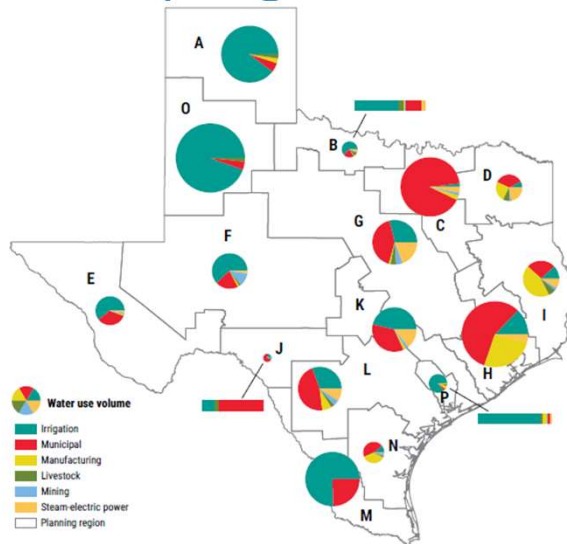 A
O
B
D
C
G
F
E
I
K
H
J
L
P
N
M
Water use volume
Irrigation
Municipal
Manufacturing
Livestock
Mining
Steam-electric power
Planning region